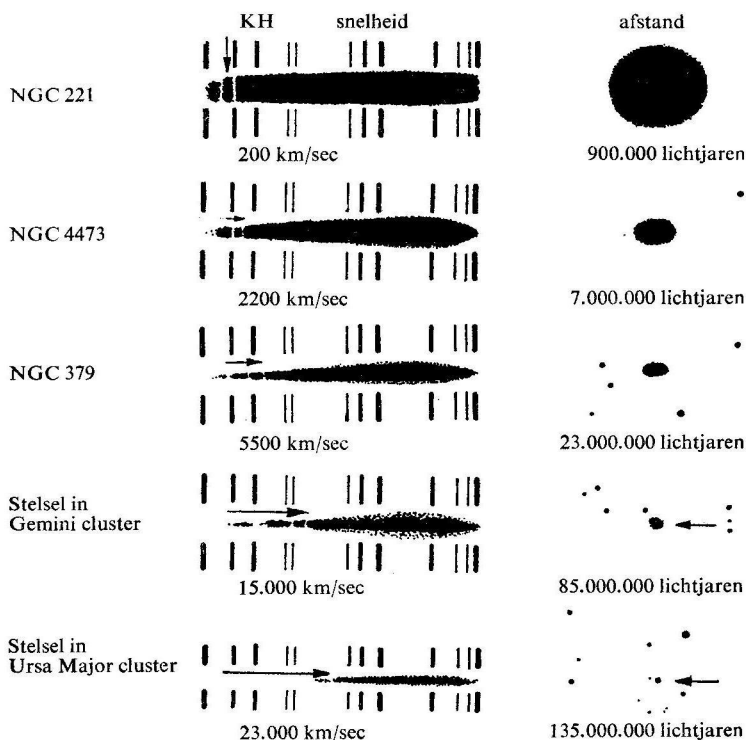 KH snelheid afstand
NGC 221
200 km/sec 900.000 lichtjaren
NGC 4473
2200 km/sec 7.000.000 lichtjaren
NGC 379
5500 km/sec 23.000.000 lichtjaren
Stelsel in
Gemini cluster
15.000 km/sec 85.000.000 lichtjaren
Stelsel in
Ursa Major cluster
23.000 km/sec 135.000.000 lichtjaren